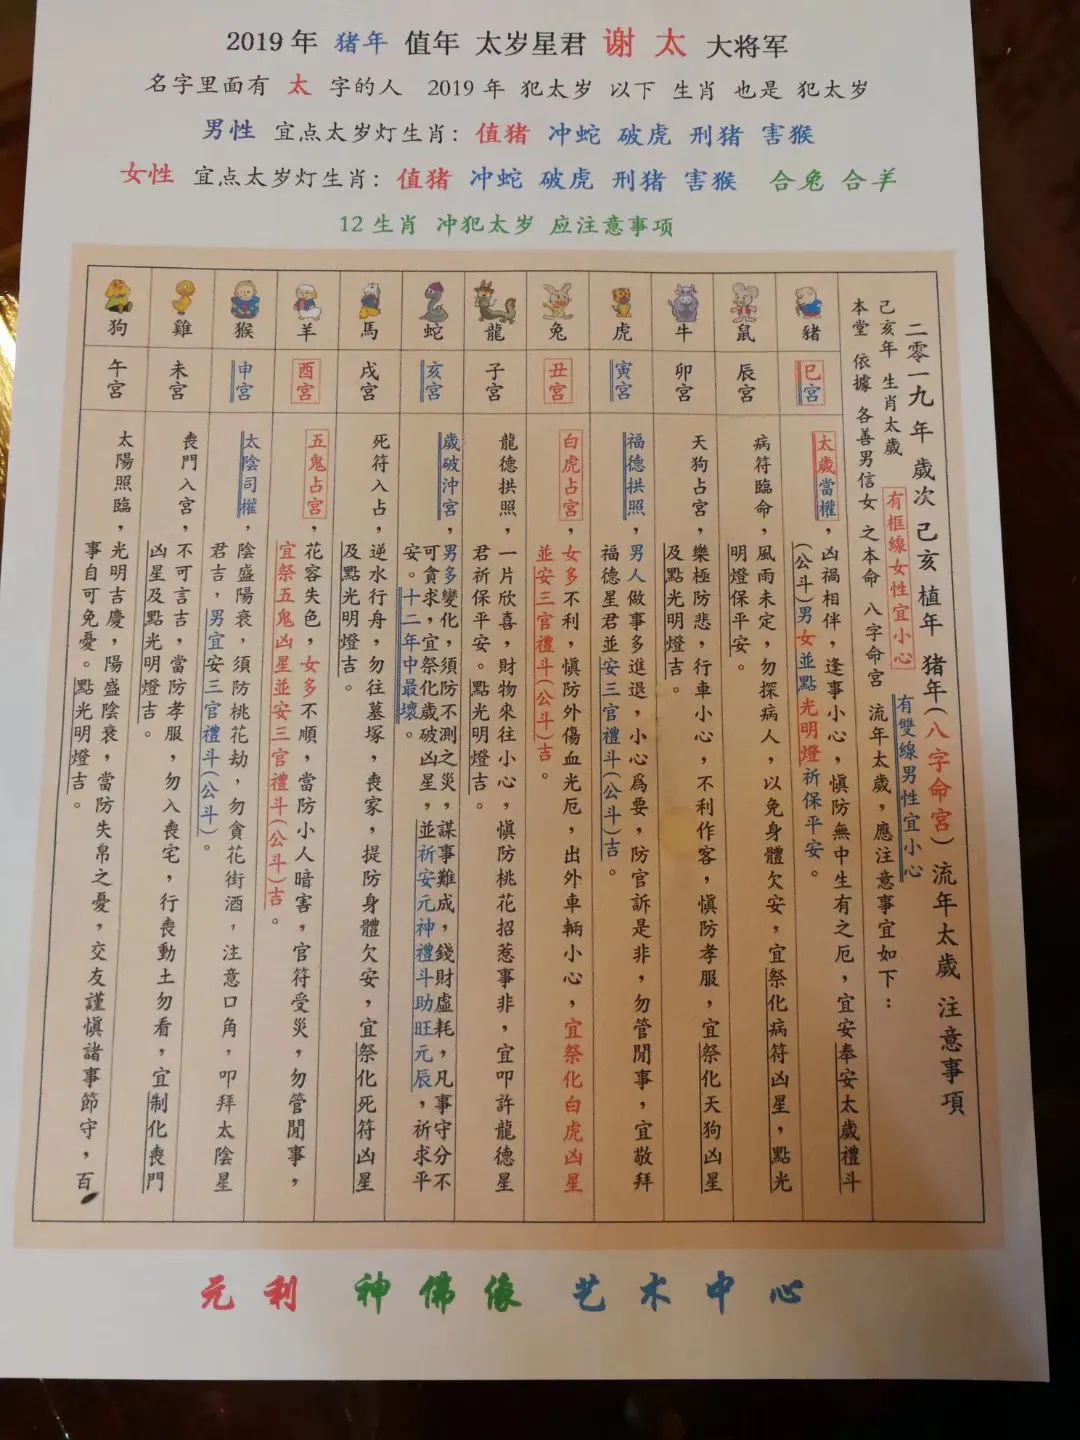 2019年 猪年 值年 太岁星君 谢 太 大将军
名字里面有 太 字的人 2019年 犯太岁 以下 生肖 也是 犯太岁
男性 宜点太岁灯生肖：值猪 冲蛇 破虎 刑猪 害猴
女性 宜点太岁灯生肖：值猪 冲蛇 破虎 刑猪 害猴 合兔 合羊
12生肖 冲犯太岁 应注意事项
二零一九年歲次己亥植年 猪年（八字命宮）流年太歲 注意事項
有框線女性宜小心 有雙線男性宜小心
己亥年 生肖太歲
本堂 依據 各善男信女 之本命 八字命宮 流年太歲，應注意事宜如下：
豬
巳宮
太歲當權，凶禍相伴，逢事小心，慎防無中生有之厄，宜安奉安太歲禮斗
（公斗）男女並點光明燈祈保平安。
鼠
辰宮
病符臨命，風雨未定，勿探病人，以免身體欠安，宜祭化病符凶星，點光
明燈保平安。
牛
卯宮
天狗占宮，樂極防悲，行車小心，不利作客，慎防孝服，宜祭化天狗凶星
及點光明燈吉。
虎
寅宮
福德拱照，男人做事多進退，小心為要，防官訴是非，勿管閒事，宜敬拜
福德星君並安三官禮斗（公斗）吉。
兔
丑宮
白虎占宮，女多不利，慎防外傷血光厄，出外車輛小心，宜祭化白虎凶星
並安三官禮斗（公斗）吉。
龍
子宮
龍德拱照，一片欣喜，財物來往小心，慎防桃花招惹事非，宜叩許龍德星
君祈保平安。點光明燈吉。
蛇
亥宮
歲破沖宮，男多變化，須防不測之災，謀事難成，錢財虛耗，凡事守分不
可貪求，宜祭化歲破凶星，並祈安元神禮斗助旺元辰，祈求平
安。十二年中最壞。
馬
戌宮
死符入占，逆水行舟，勿往墓塚，喪家，提防身體欠安，宜祭化死符凶星
及點光明燈吉。
羊
酉宮
五鬼占宮，花容失色，女多不順，當防小人暗害，官符受災，勿管閒事，
宜祭五鬼凶星並安三官禮斗（公斗）吉。
猴
申宮
太陰司權，陰盛陽衰，須防桃花劫，勿貪花街酒，注意口角，叩拜太陰星
君吉，男宜安三官禮斗（公斗）。
雞
未宮
喪門入宮，不可言吉，當防孝服，勿入喪宅，行喪動土勿看，宜制化喪門
凶星及點光明燈吉。
狗
午宮
太陽照臨，光明吉慶，陽盛陰衰，當防失帛之憂，交友謹慎諸事節守，百
事自可免憂。點光明燈吉。
元利 神佛像 艺术中心